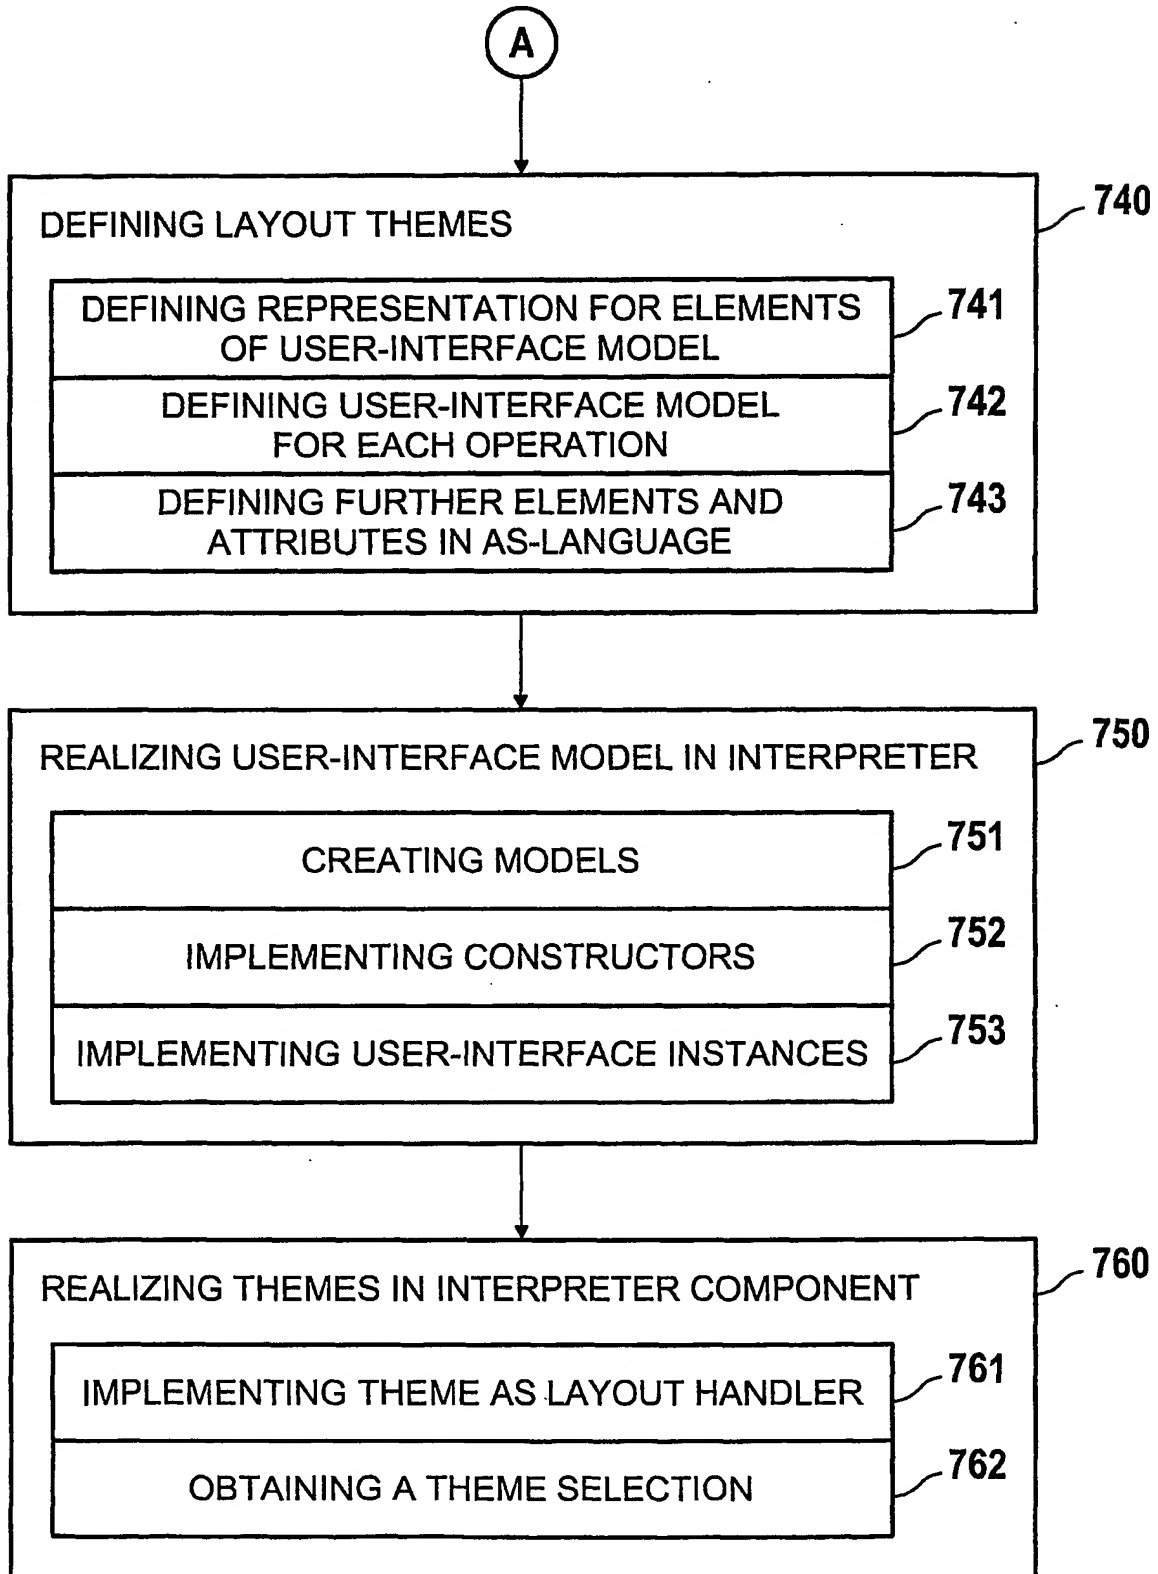 A
DEFINING LAYOUT THEMES
740
DEFINING REPRESENTATION FOR ELEMENTS
OF USER-INTERFACE MODEL
741
DEFINING USER-INTERFACE MODEL
FOR EACH OPERATION
742
DEFINING FURTHER ELEMENTS AND
ATTRIBUTES IN AS-LANGUAGE
743
REALIZING USER-INTERFACE MODEL IN INTERPRETER
750
CREATING MODELS
751
IMPLEMENTING CONSTRUCTORS
752
IMPLEMENTING USER-INTERFACE INSTANCES
753
REALIZING THEMES IN INTERPRETER COMPONENT
760
IMPLEMENTING THEME AS LAYOUT HANDLER
761
OBTAINING A THEME SELECTION
762